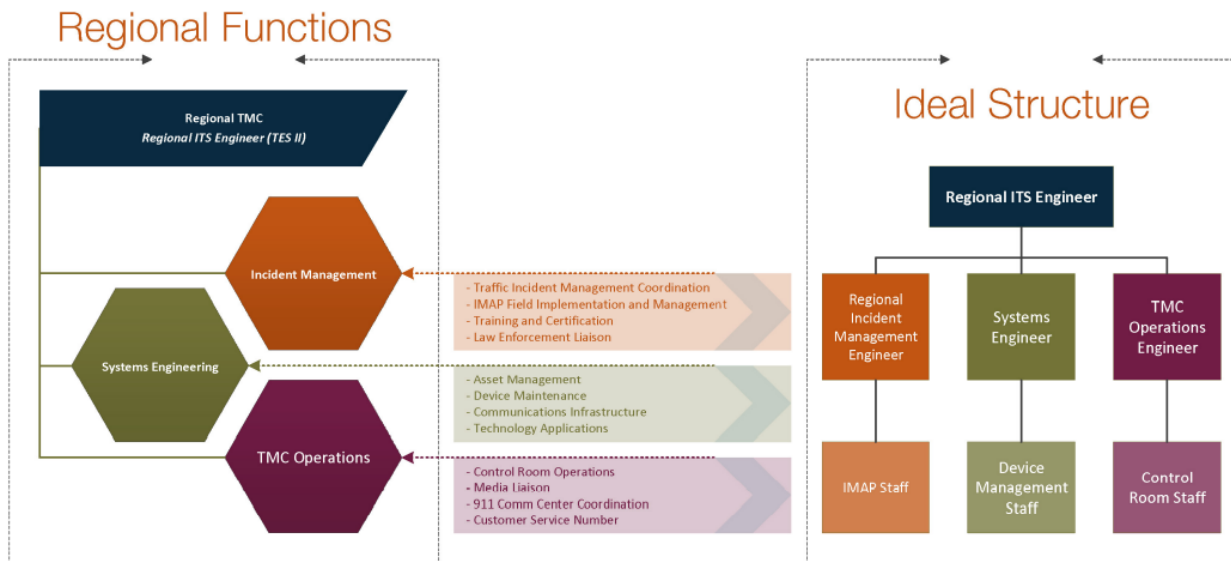 Regional Functions
Regional TMC
Regional ITS Engineer (TES II)
Incident Management
- Traffic Incident Management Coordination
- IMAP Field Implementation and Management
- Training and Certification
- Law Enforcement Liaison
Systems Engineering
- Asset Management
- Device Maintenance
- Communications Infrastructure
- Technology Applications
TMC Operations
- Control Room Operations
- Media Liaison
- 911 Comm Center Coordination
- Customer Service Number
Ideal Structure
Regional ITS Engineer
Regional
Incident
Management
Engineer
Systems
Engineer
TMC
Operations
Engineer
IMAP Staff
Device
Management
Staff
Control
Room Staff